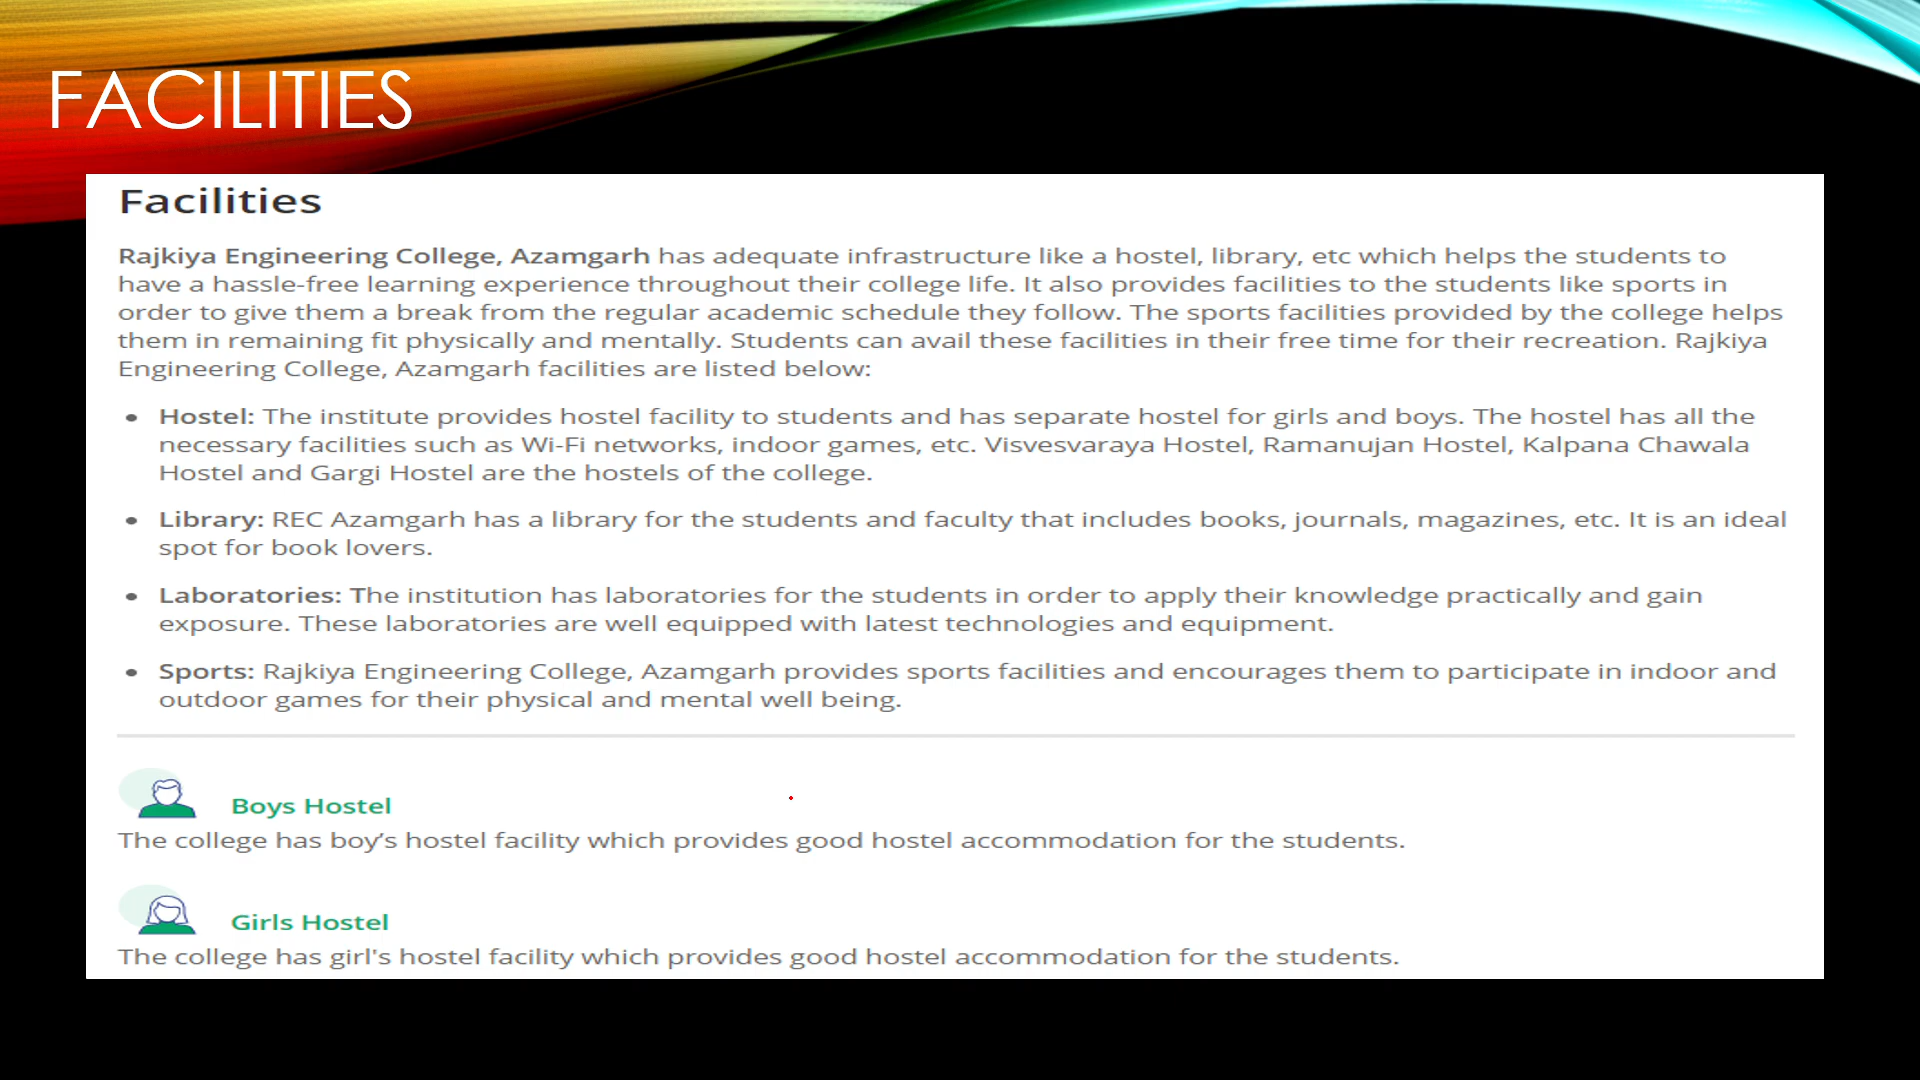 FACILITIES
Facilities
Rajkiya Engineering College, Azamgarh has adequate infrastructure like a hostel, library, etc which helps the students to
have a hassle-free learning experience throughout their college life. It also provides facilities to the students like sports in
order to give them a break from the regular academic schedule they follow. The sports facilities provided by the college helps
them in remaining fit physically and mentally. Students can avail these facilities in their free time for their recreation. Rajkiya
Engineering College, Azamgarh facilities are listed below:
• Hostel: The institute provides hostel facility to students and has separate hostel for girls and boys. The hostel has all the
necessary facilities such as Wi-Fi networks, indoor games, etc. Visvesvaraya Hostel, Ramanujan Hostel, Kalpana Chawala
Hostel and Gargi Hostel are the hostels of the college.
• Library: REC Azamgarh has a library for the students and faculty that includes books, journals, magazines, etc. It is an ideal
spot for book lovers.
• Laboratories: The institution has laboratories for the students in order to apply their knowledge practically and gain
exposure. These laboratories are well equipped with latest technologies and equipment.
• Sports: Rajkiya Engineering College, Azamgarh provides sports facilities and encourages them to participate in indoor and
outdoor games for their physical and mental well being.
Boys Hostel
The college has boy’s hostel facility which provides good hostel accommodation for the students.
Girls Hostel
The college has girl's hostel facility which provides good hostel accommodation for the students.